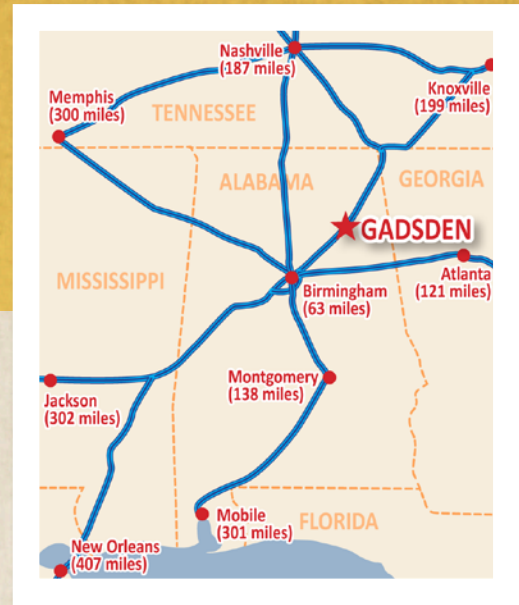 Nashville
(187 miles)
Knoxville
(199 miles)
Memphis
(300 miles)
TENNESSEE
ALABAMA
GEORGIA
GADSDEN
MISSISSIPPI
Birmingham
(63 miles)
Atlanta
(121 miles)
Montgomery
(138 miles)
Jackson
(302 miles)
Mobile
(301 miles)
FLORIDA
New Orleans
(407 miles)